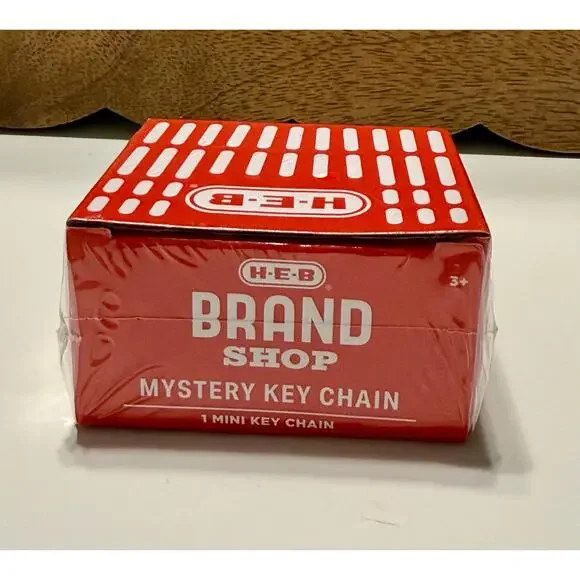 H-E-B
H-E-B
3+
BRAND
SHOP
MYSTERY KEY CHAIN
1 MINI KEY CHAIN